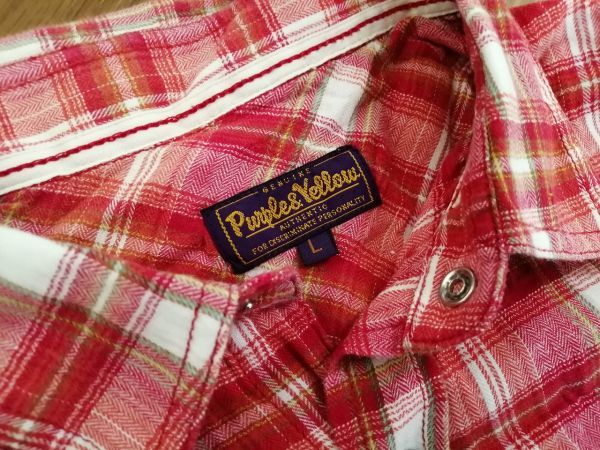 GENUINE
Purple & Yellow
AUTHENTIC
FOR DISCRIMINATE PERSONALITY
L